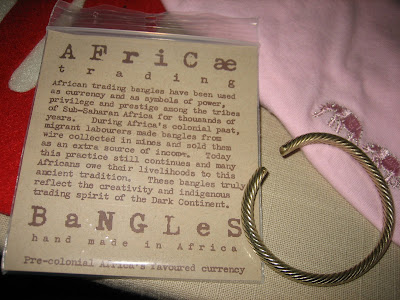 AFRiCæ
trading
African trading bangles have been used
as currency and as symbols of power,
privilege and prestige among the tribes
of Sub-Saharan Africa for thousands of
years. During Africa's colonial past,
migrant labourers made bangles from
wire collected in mines and sold them
as an extra source of income. Today
this practice still continues and many
Africans owe their livelihoods to this
ancient tradition. These bangles truly
reflect the creativity and indigenous
trading spirit of the Dark Continent.
BaNGLeS
hand made in Africa
Pre-colonial Africa's favoured currency